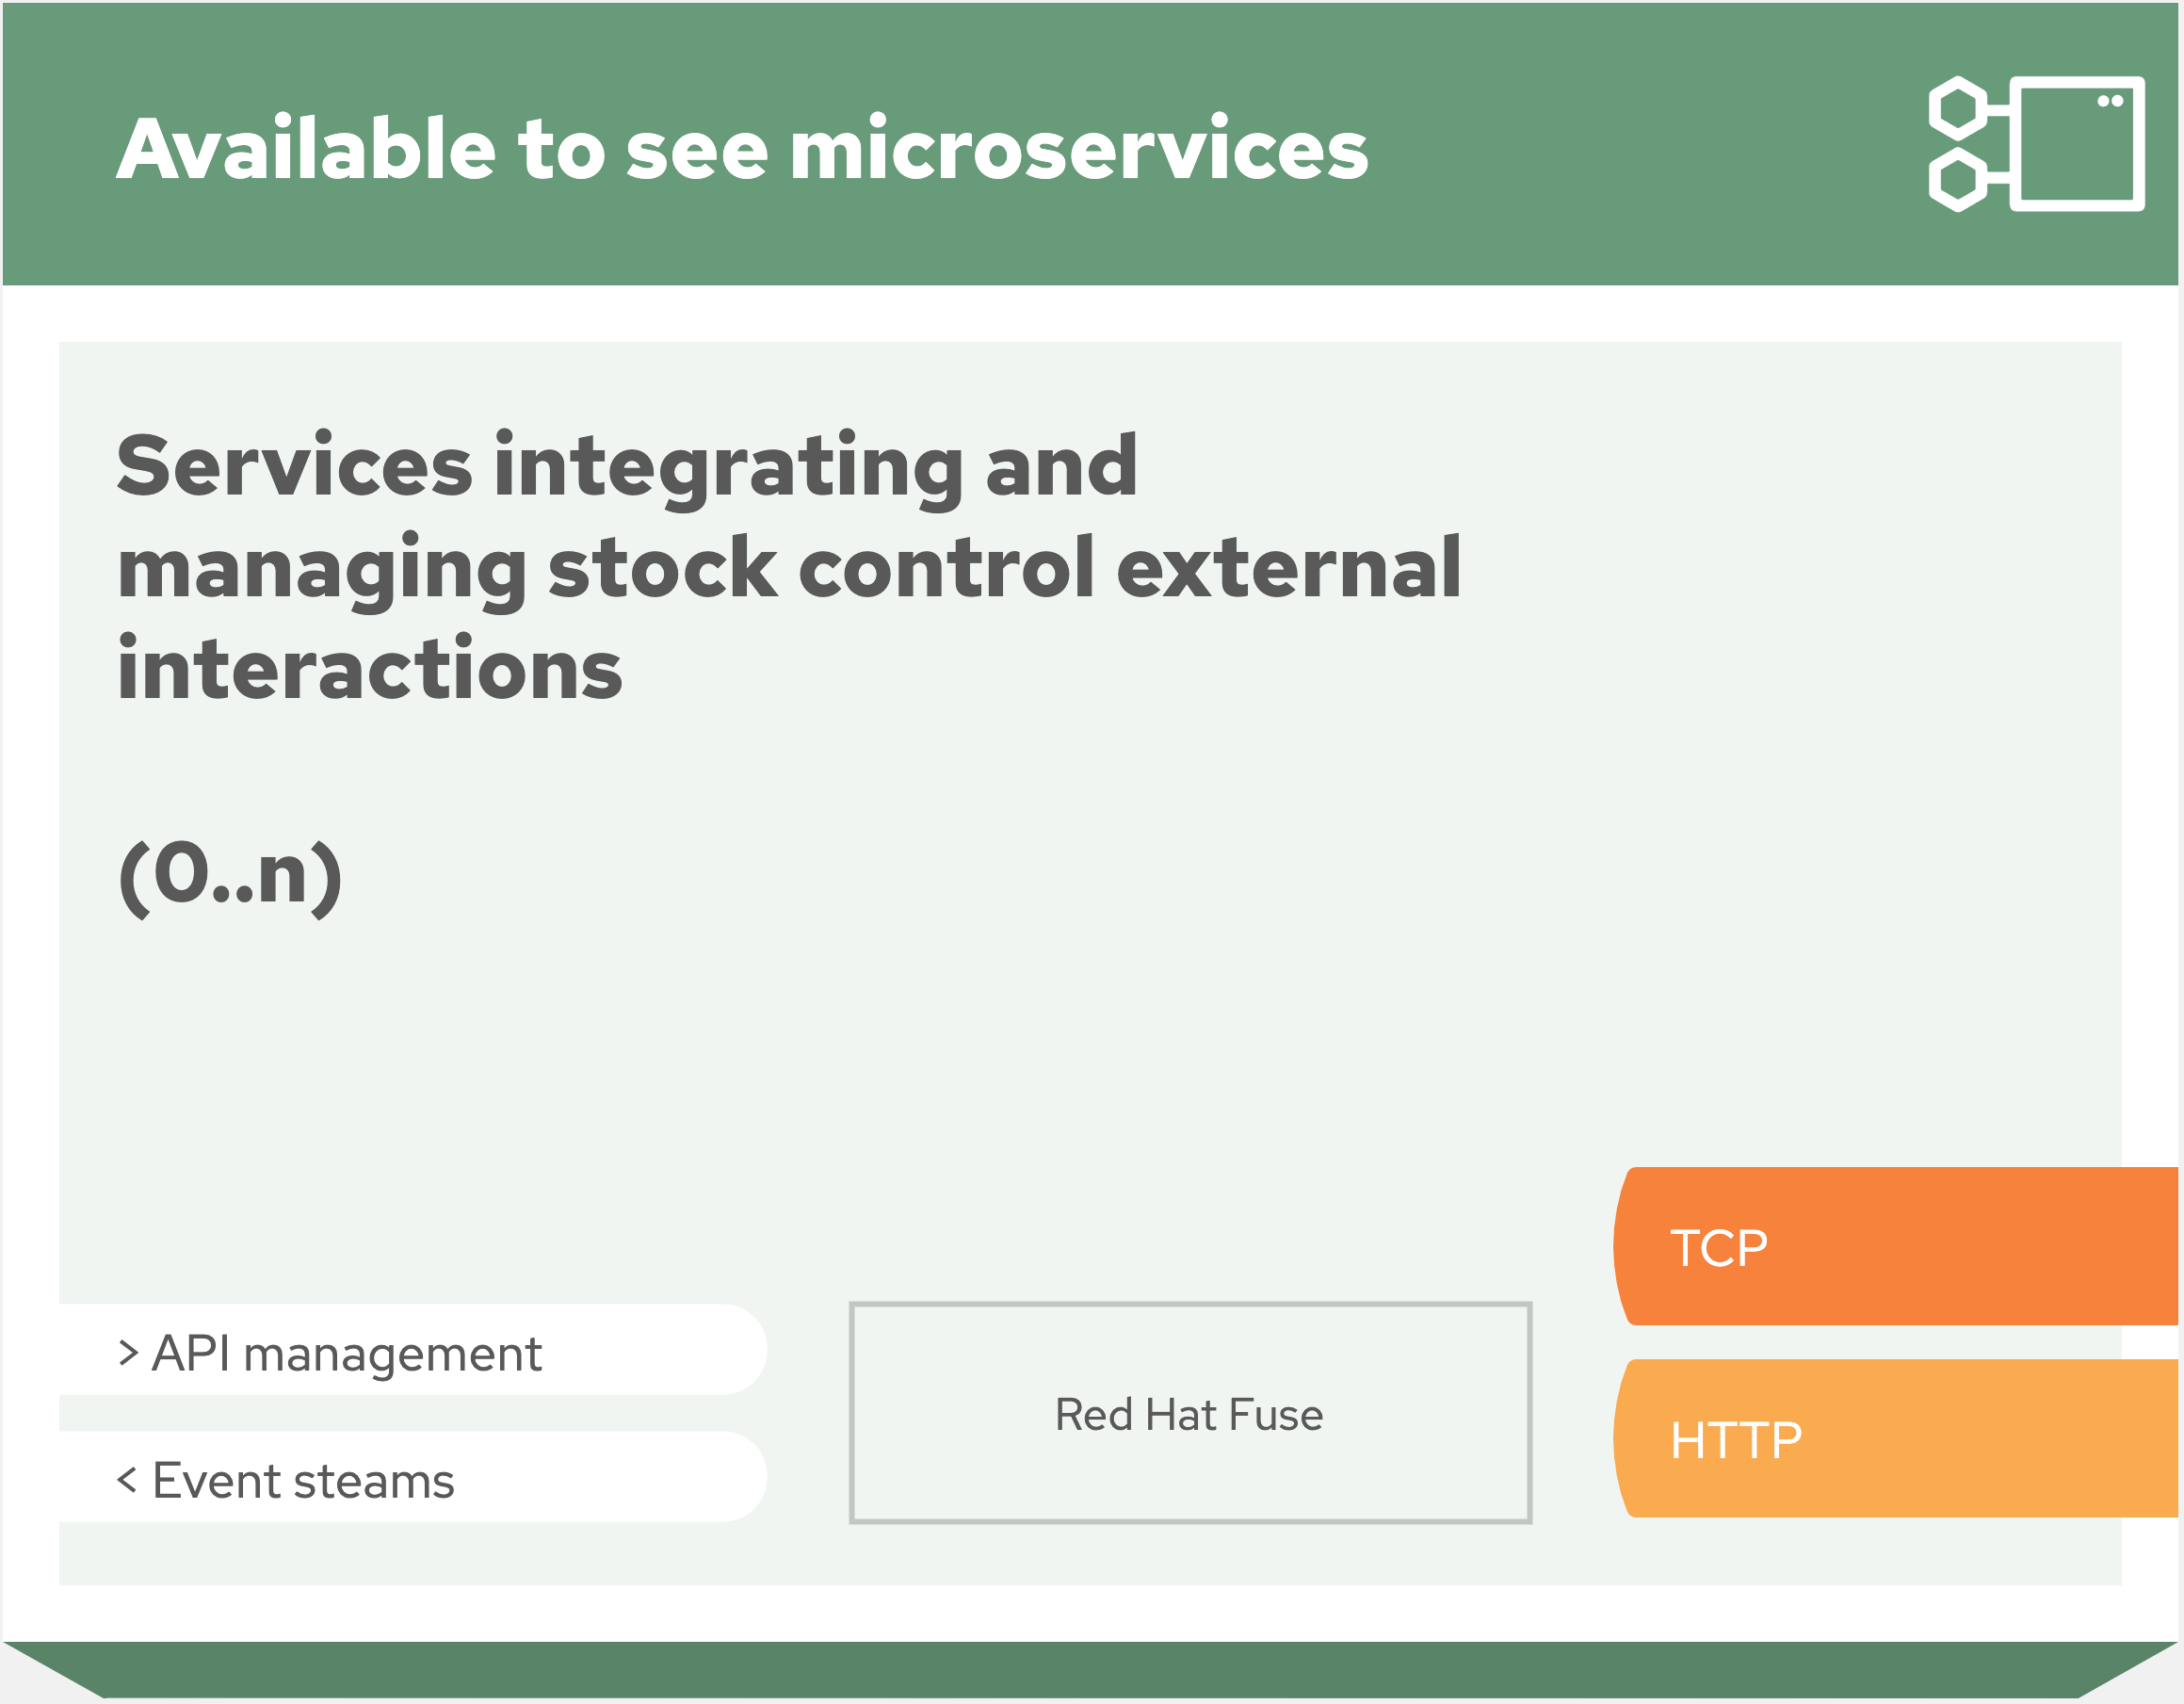 Available to see microservices
Services integrating and
managing stock control external
interactions
(0..n)
TCP
> API management
Red Hat Fuse
HTTP
< Event steams